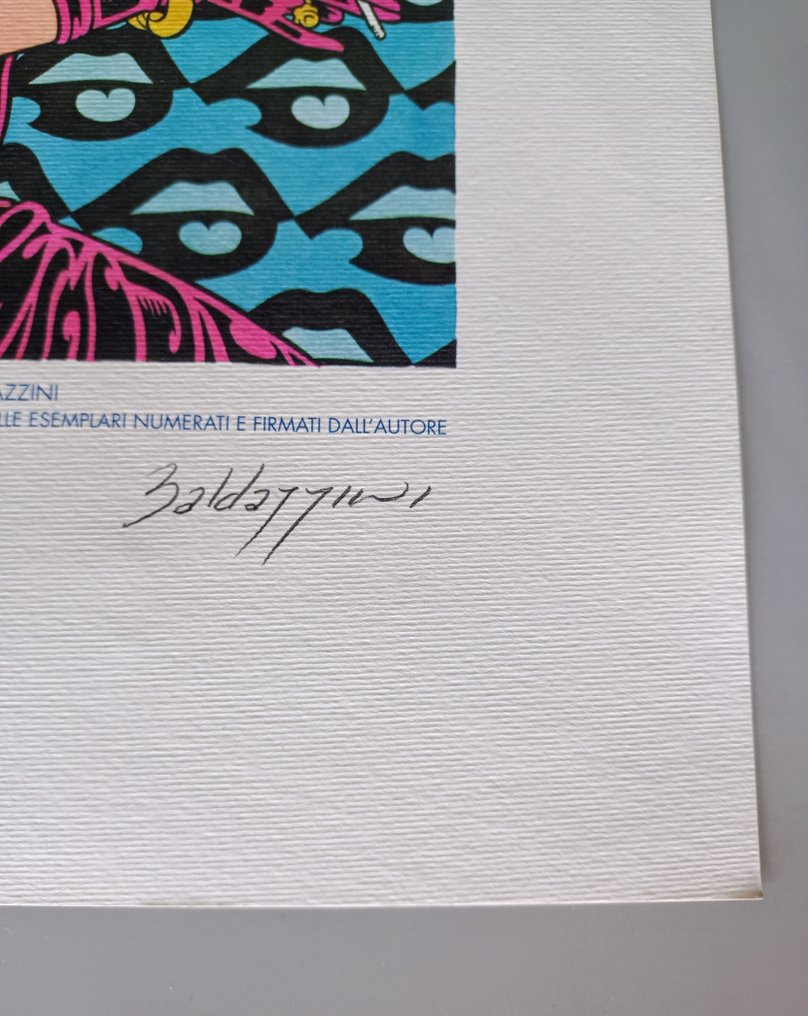 AZZINI
LLE ESEMPLARI NUMERATI E FIRMATI DALL'AUTORE
Baldazzini